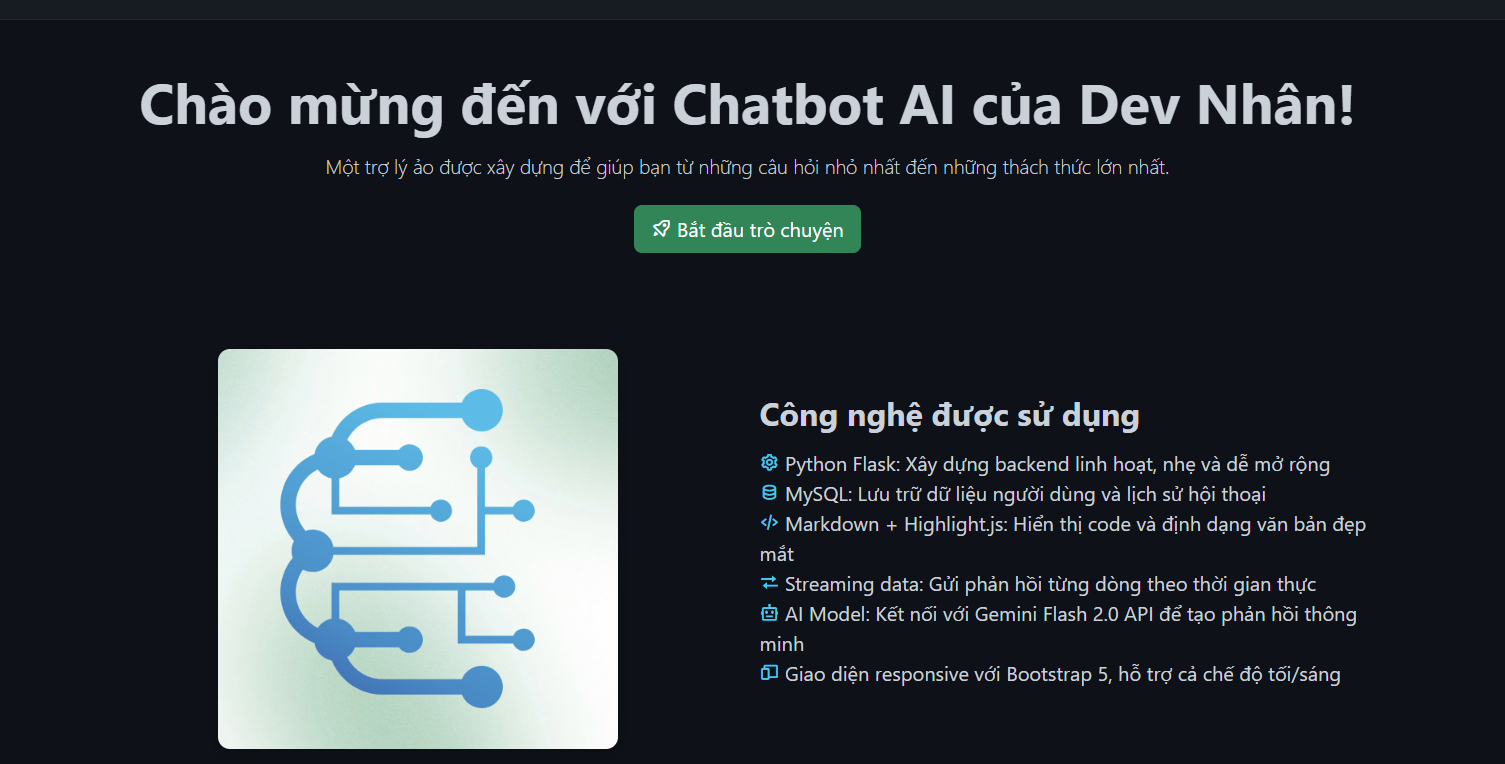 Chào mừng đến với Chatbot AI của Dev Nhân!
Một trợ lý ảo được xây dựng để giúp bạn từ những câu hỏi nhỏ nhất đến những thách thức lớn nhất.
Bắt đầu trò chuyện
Công nghệ được sử dụng
Python Flask: Xây dựng backend linh hoạt, nhẹ và dễ mở rộng
MySQL: Lưu trữ dữ liệu người dùng và lịch sử hội thoại
Markdown + Highlight.js: Hiển thị code và định dạng văn bản đẹp
mắt
Streaming data: Gửi phản hồi từng dòng theo thời gian thực
AI Model: Kết nối với Gemini Flash 2.0 API để tạo phản hồi thông
minh
Giao diện responsive với Bootstrap 5, hỗ trợ cả chế độ tối/sáng